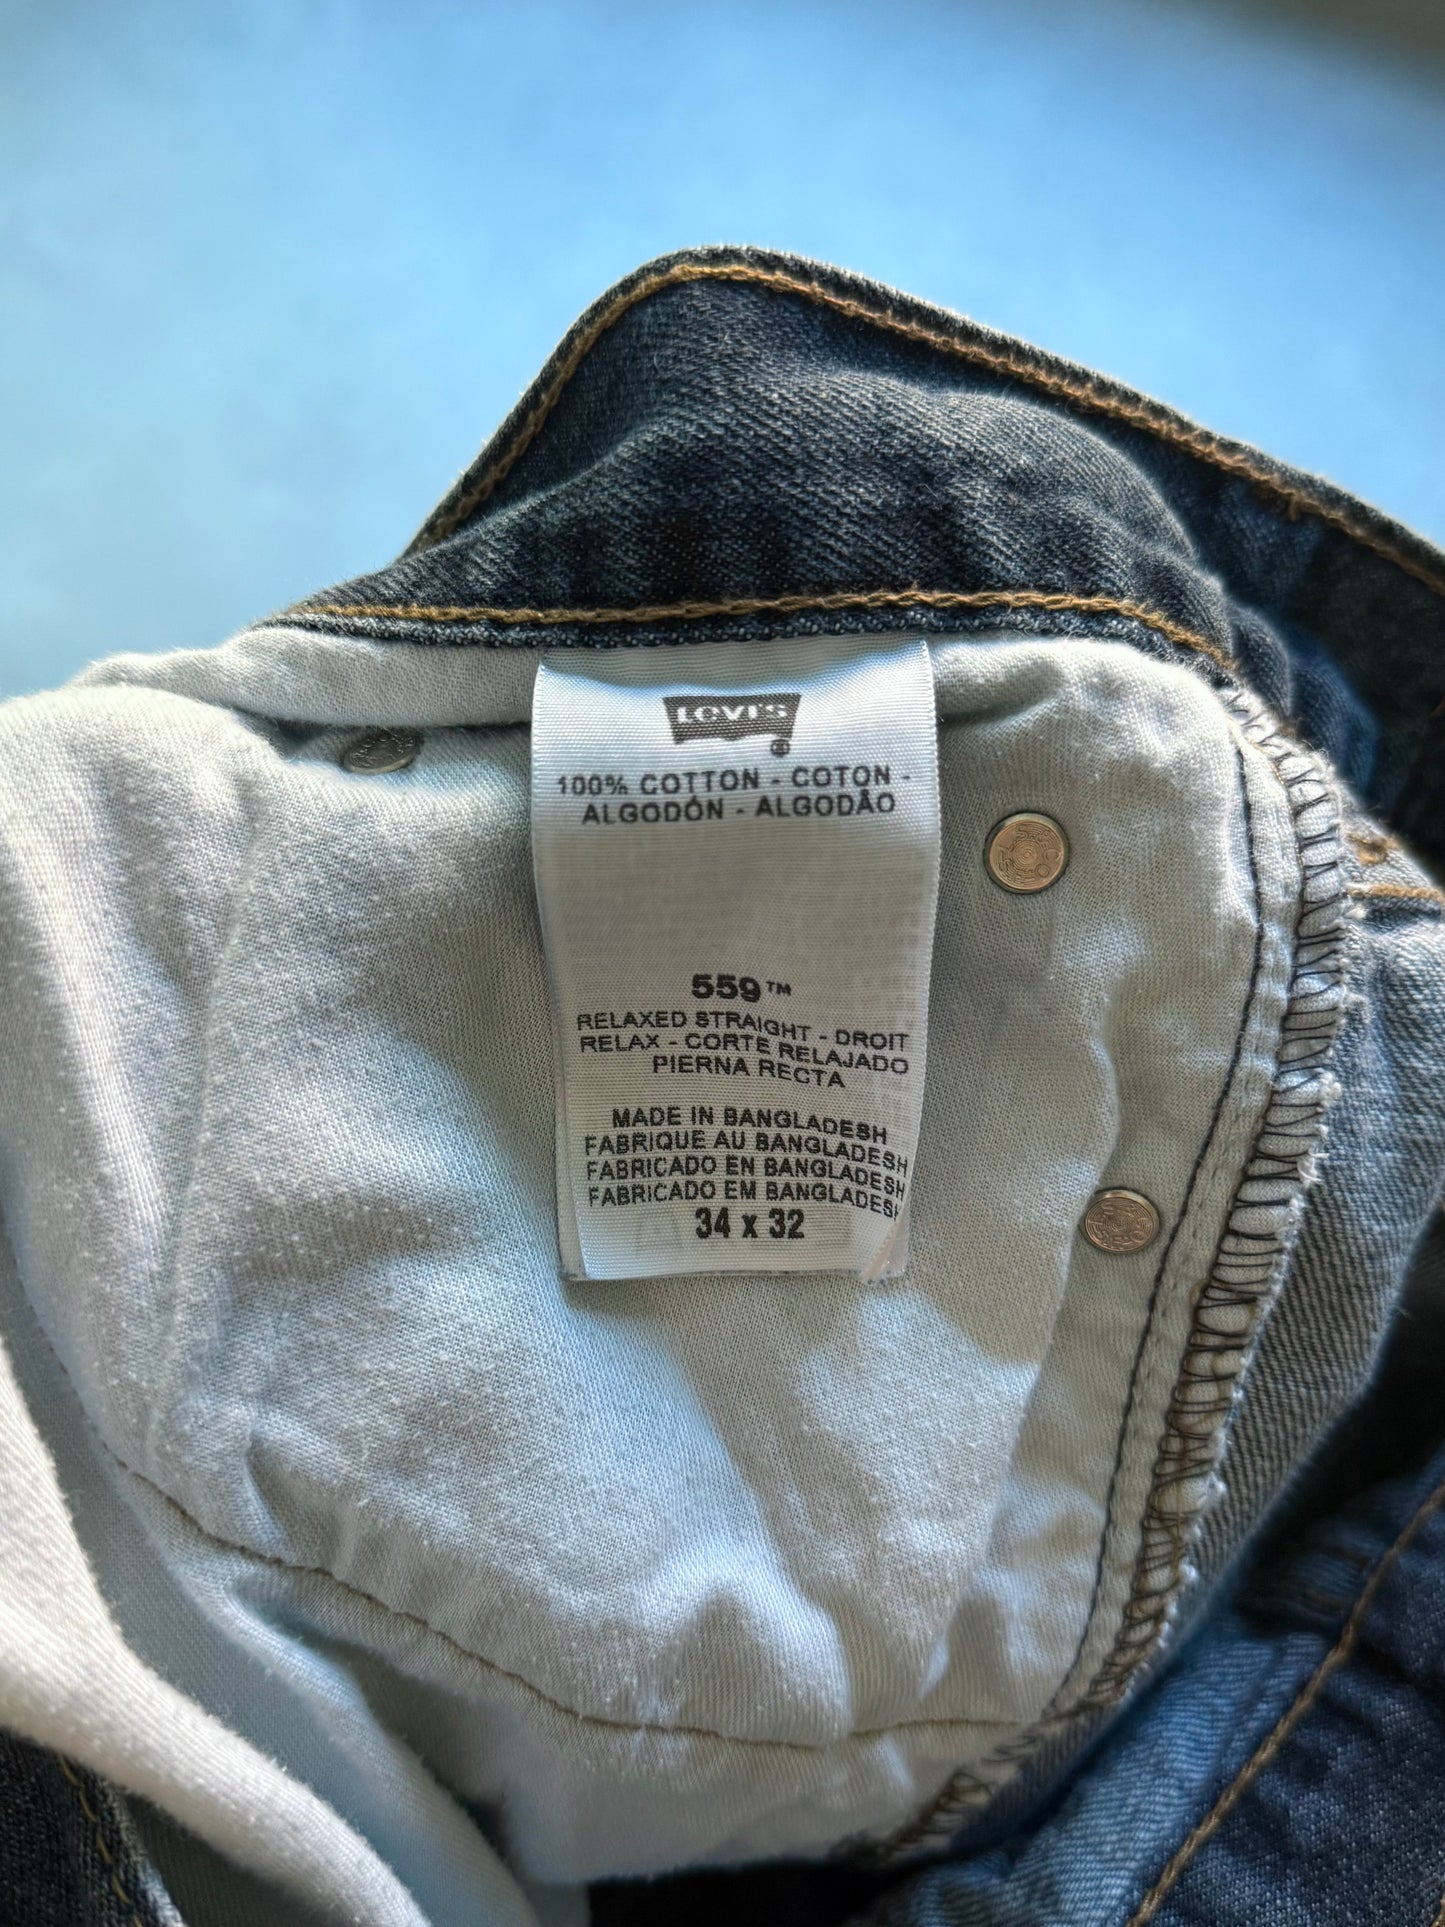 LEVI'S
®
100% COTTON - COTON -
ALGODÓN - ALGODÃO
559™
RELAXED STRAIGHT - DROIT
RELAX - CORTE RELAJADO
PIERNA RECTA
MADE IN BANGLADESH
FABRIQUE AU BANGLADESH
FABRICADO EN BANGLADESH
FABRICADO EM BANGLADESH
34 x 32